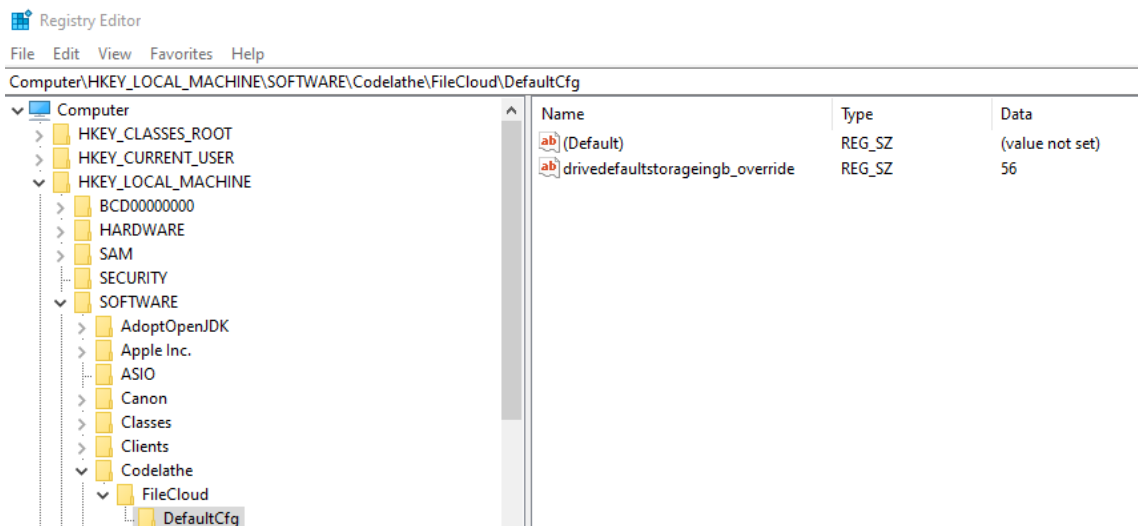 Registry Editor
File Edit View Favorites Help
Computer\HKEY_LOCAL_MACHINE\SOFTWARE\Codelathe\FileCloud\DefaultCfg
Computer
HKEY_CLASSES_ROOT
HKEY_CURRENT_USER
HKEY_LOCAL_MACHINE
BCD00000000
HARDWARE
SAM
SECURITY
SOFTWARE
AdoptOpenJDK
Apple Inc.
ASIO
Canon
Classes
Clients
Codelathe
FileCloud
DefaultCfg
Name Type Data
ab (Default) REG_SZ (value not set)
ab drivedefaultstorageingb_override REG_SZ 56